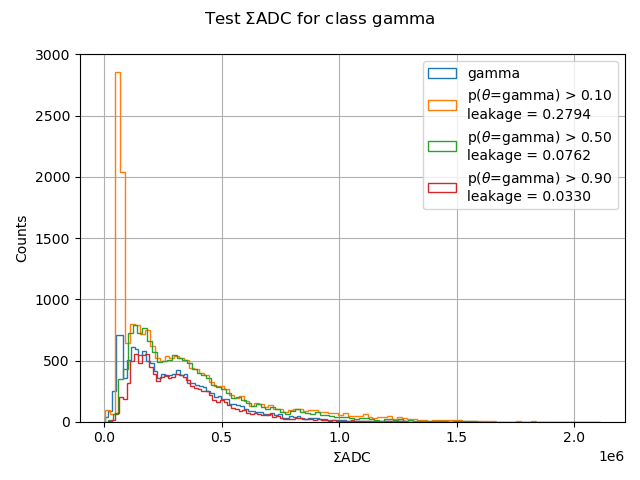 Test ΣADC for class gamma
3000
2500
2000
1500
1000
500
0
Counts
gamma
p(θ=gamma) > 0.10
leakage = 0.2794
p(θ=gamma) > 0.50
leakage = 0.0762
p(θ=gamma) > 0.90
leakage = 0.0330
0.0 0.5 1.0 1.5 2.0
1e6
ΣADC